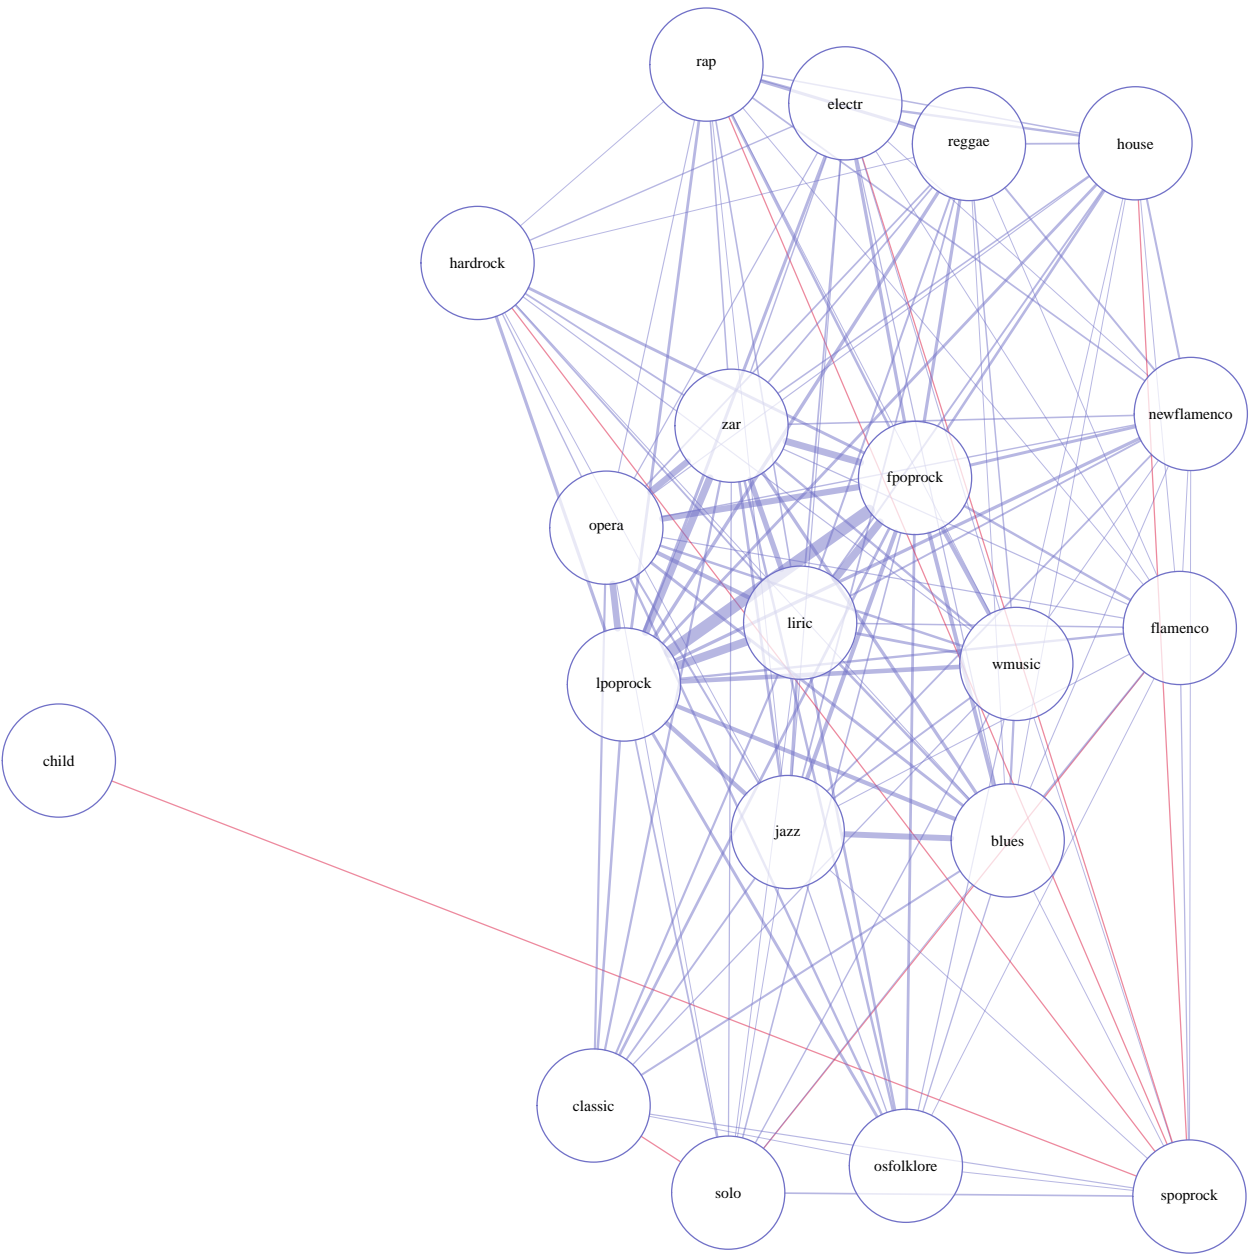 rap
electr
reggae
house
hardrock
newflamenco
zar
fpoprock
opera
liric
flamenco
wmusic
lpoprock
child
jazz
blues
classic
osfolklore
solo
spoprock